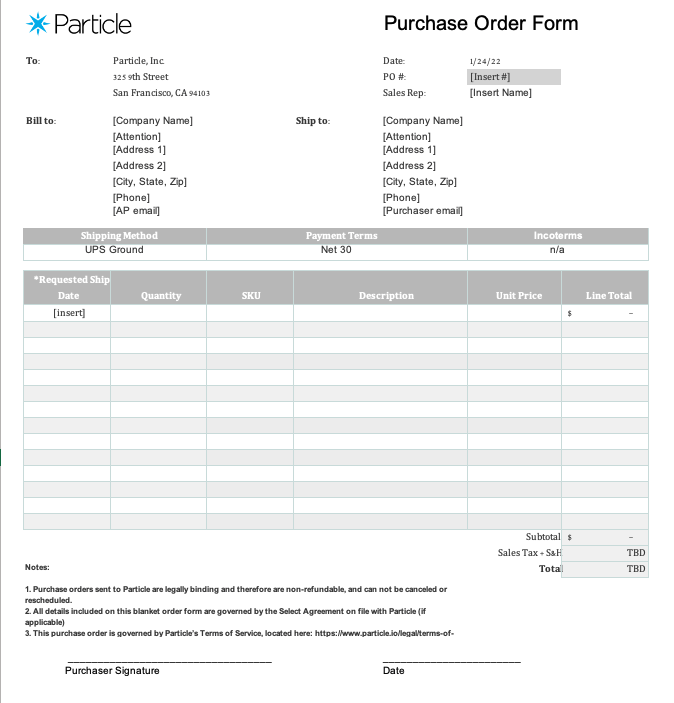 Particle
Purchase Order Form
To:
Particle, Inc.
Date:
1/24/22
325 9th Street
PO #:
[Insert #]
San Francisco, CA 94103
Sales Rep:
[Insert Name]
Bill to:
[Company Name]
Ship to:
[Company Name]
[Attention]
[Attention]
[Address 1]
[Address 1]
[Address 2]
[Address 2]
[City, State, Zip]
[City, State, Zip]
[Phone]
[Phone]
[AP email]
[Purchaser email]
Shipping Method
Payment Terms
Incoterms
UPS Ground
Net 30
n/a
*Requested Ship
Date
Quantity
SKU
Description
Unit Price
Line Total
[insert]
$ –
Subtotal
$ –
Sales Tax + S&H
TBD
Total
TBD
Notes:
1. Purchase orders sent to Particle are legally binding and therefore are non-refundable, and can not be canceled or
rescheduled.
2. All details included on this blanket order form are governed by the Select Agreement on file with Particle (if
applicable)
3. This purchase order is governed by Particle's Terms of Service, located here: https://www.particle.io/legal/terms-of-
Purchaser Signature
Date